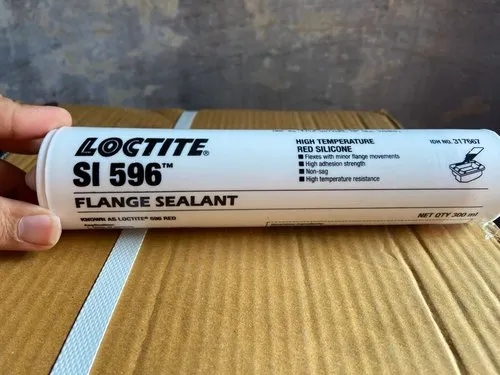 LOCTITE®
SI 596™
FLANGE SEALANT
KNOWN AS LOCTITE® 596 RED
HIGH TEMPERATURE
RED SILICONE
■ Flexes with minor flange movements
■ High adhesion strength
■ Non-sag
■ High temperature resistance
IDH NO. 317667
NET QTY 300 ml